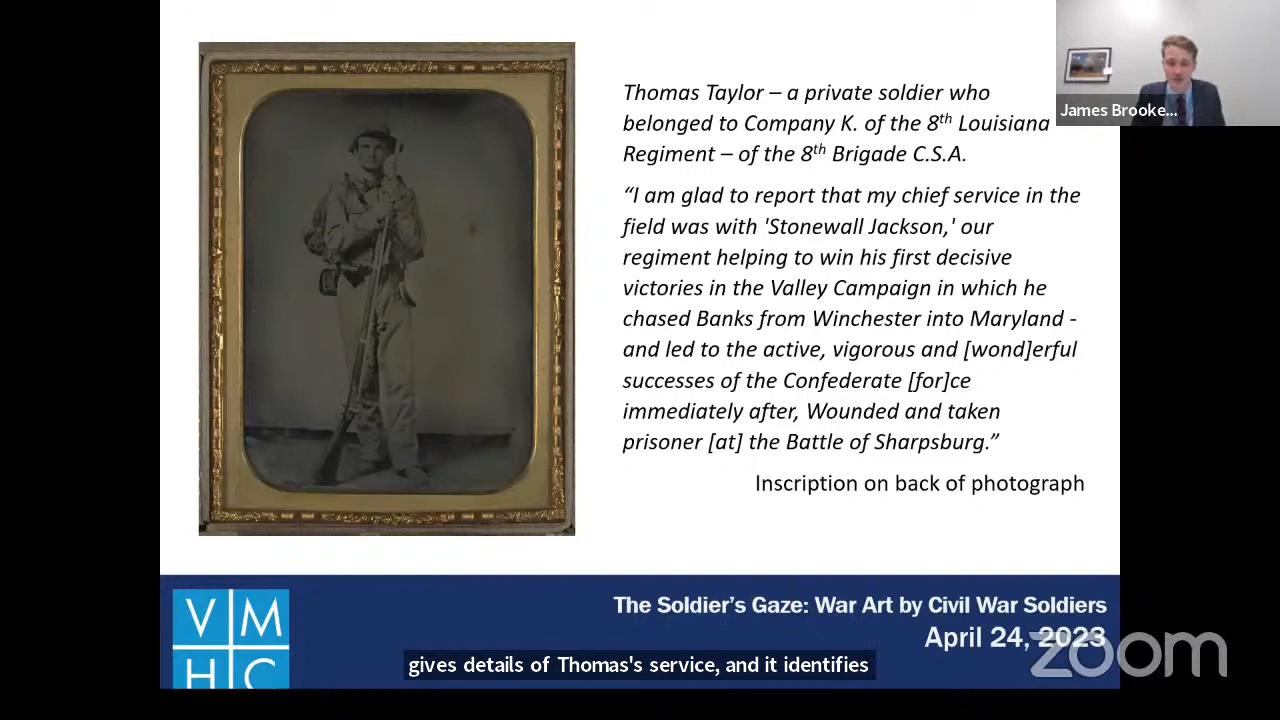 Thomas Taylor – a private soldier who
belonged to Company K. of the 8th Louisiana
Regiment – of the 8th Brigade C.S.A.
“I am glad to report that my chief service in the
field was with 'Stonewall Jackson,' our
regiment helping to win his first decisive
victories in the Valley Campaign in which he
chased Banks from Winchester into Maryland -
and led to the active, vigorous and [wond]erful
successes of the Confederate [for]ce
immediately after, Wounded and taken
prisoner [at] the Battle of Sharpsburg.”
Inscription on back of photograph
James Brooke...
The Soldier’s Gaze: War Art by Civil War Soldiers
April 24, 2023
V M
H C
gives details of Thomas's service, and it identifies
zoom